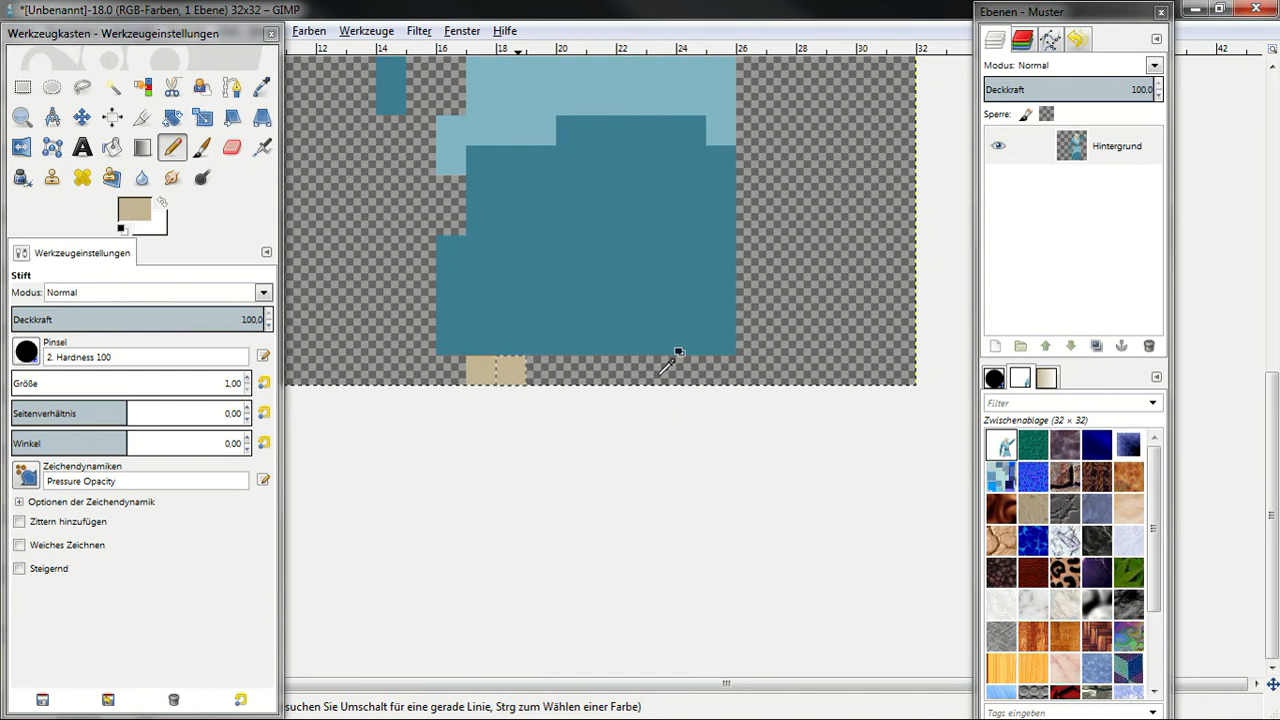 *[Unbenannt]-18.0 (RGB-Farben, 1 Ebene) 32x32 – GIMP
Werkzeugkasten - Werkzeugeinstellungen
Farben Werkzeuge Filter Fenster Hilfe
14 16 18 20 22 24 26 28 30 32 42
Werkzeugeinstellungen
Stift
Modus: Normal
Deckkraft 100,0
Pinsel
2. Hardness 100
Größe 1,00
Seitenverhältnis 0,00
Winkel 0,00
Zeichendynamiken
Pressure Opacity
Optionen der Zeichendynamik
Zittern hinzufügen
Weiches Zeichnen
Steigernd
suchen Sie Umschalt für eine gerade Linie, Strg zum Wählen einer Farbe)
Ebenen - Muster
Modus: Normal
Deckkraft 100,0
Sperre:
Hintergrund
Filter
Zwischenablage (32 × 32)
Tags eingeben